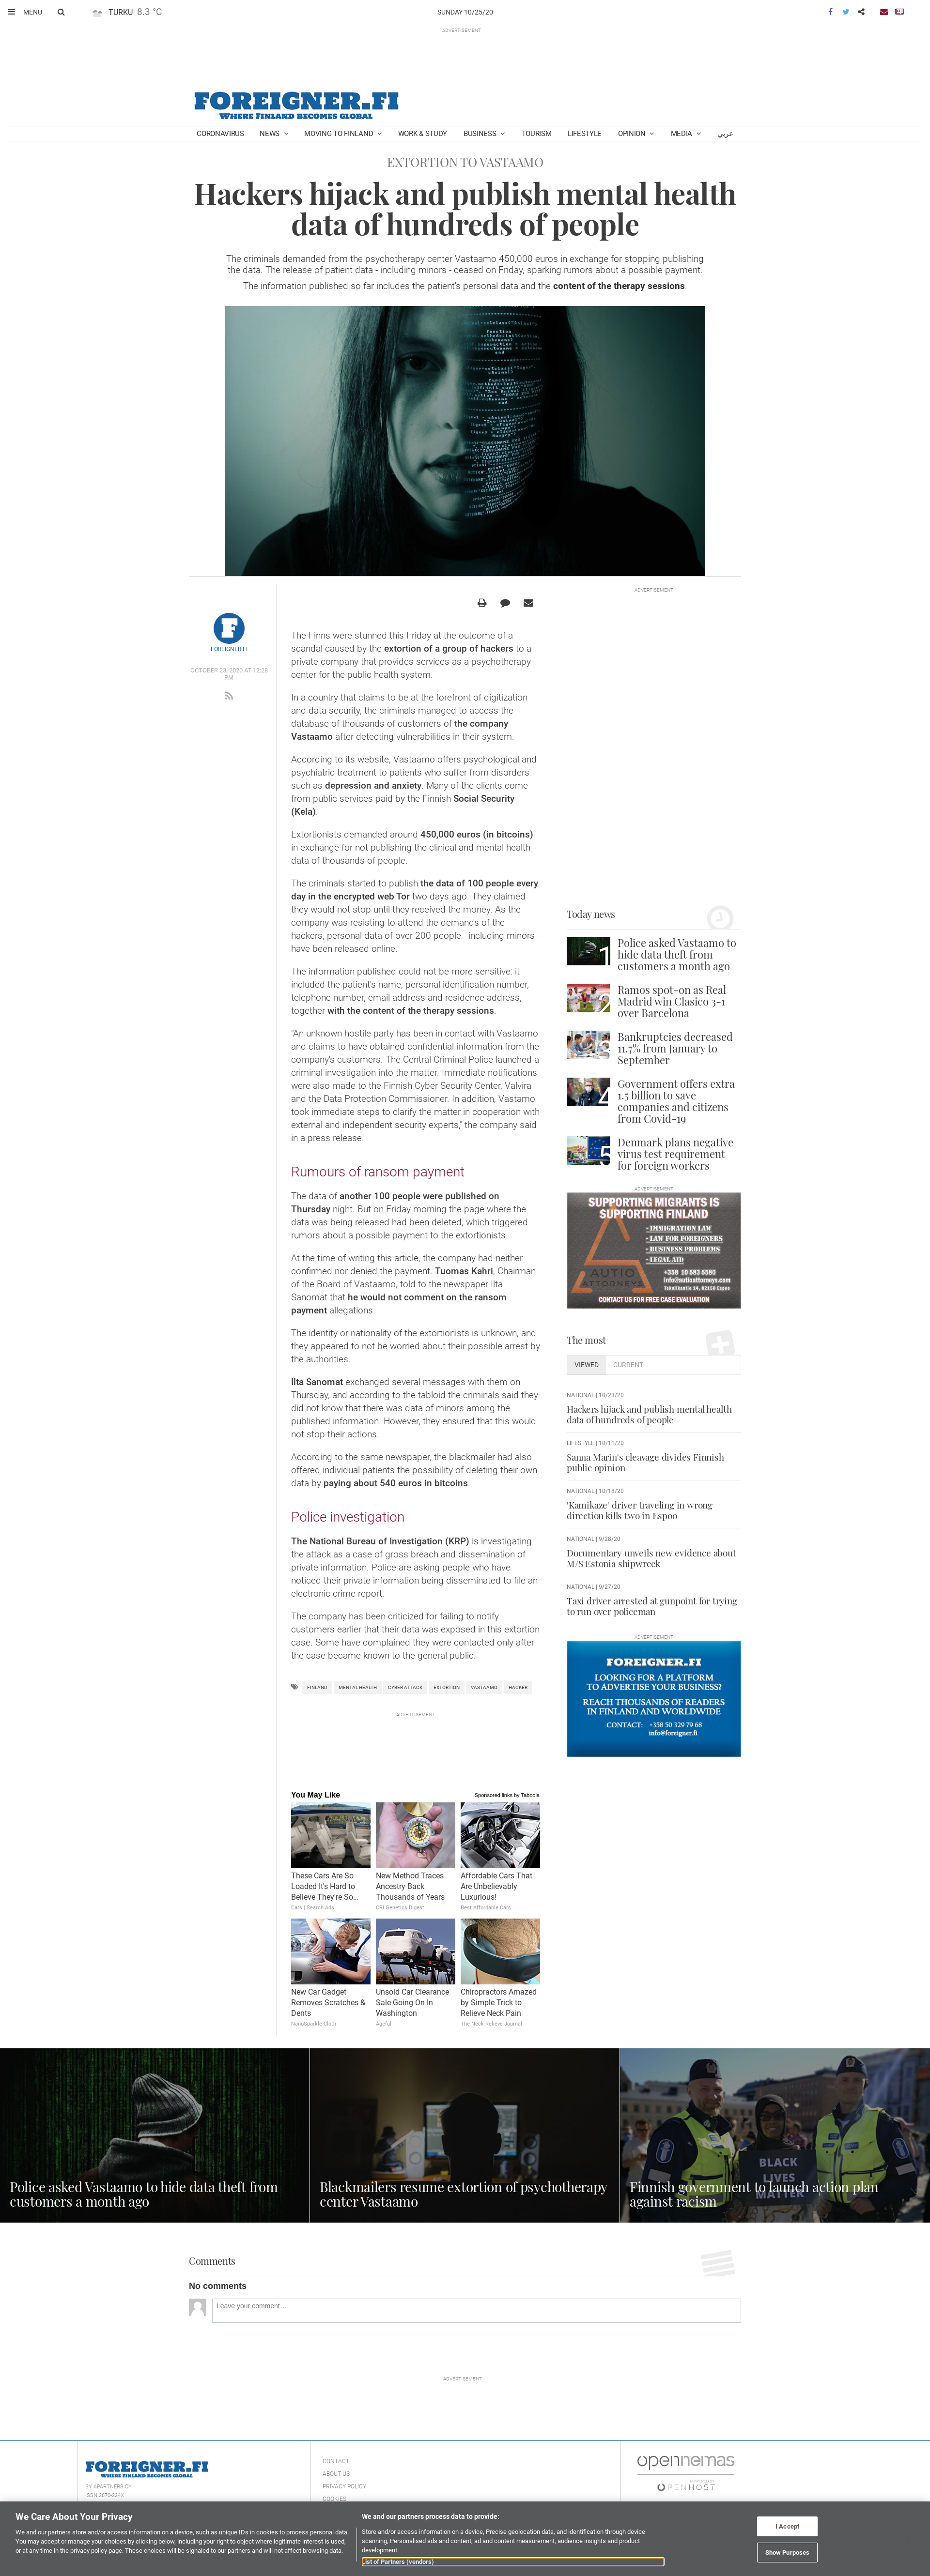 MENU
TURKU 8.3 °C
SUNDAY 10/25/20
ADVERTISEMENT
FOREIGNER.FI
WHERE FINLAND BECOMES GLOBAL
CORONAVIRUS NEWS MOVING TO FINLAND WORK & STUDY BUSINESS TOURISM LIFESTYLE OPINION MEDIA عربي
EXTORTION TO VASTAAMO
Hackers hijack and publish mental health
data of hundreds of people
The criminals demanded from the psychotherapy center Vastaamo 450,000 euros in exchange for stopping publishing
the data. The release of patient data - including minors - ceased on Friday, sparking rumors about a possible payment.
The information published so far includes the patient's personal data and the content of the therapy sessions.
FOREIGNER.FI
OCTOBER 23, 2020 AT 12:28
PM
The Finns were stunned this Friday at the outcome of a
scandal caused by the extortion of a group of hackers to a
private company that provides services as a psychotherapy
center for the public health system.
In a country that claims to be at the forefront of digitization
and data security, the criminals managed to access the
database of thousands of customers of the company
Vastaamo after detecting vulnerabilities in their system.
According to its website, Vastaamo offers psychological and
psychiatric treatment to patients who suffer from disorders
such as depression and anxiety. Many of the clients come
from public services paid by the Finnish Social Security
(Kela).
Extortionists demanded around 450,000 euros (in bitcoins)
in exchange for not publishing the clinical and mental health
data of thousands of people.
The criminals started to publish the data of 100 people every
day in the encrypted web Tor two days ago. They claimed
they would not stop until they received the money. As the
company was resisting to attend the demands of the
hackers, personal data of over 200 people - including minors -
have been released online.
The information published could not be more sensitive: it
included the patient's name, personal identification number,
telephone number, email address and residence address,
together with the content of the therapy sessions.
"An unknown hostile party has been in contact with Vastaamo
and claims to have obtained confidential information from the
company's customers. The Central Criminal Police launched a
criminal investigation into the matter. Immediate notifications
were also made to the Finnish Cyber Security Center, Valvira
and the Data Protection Commissioner. In addition, Vastamo
took immediate steps to clarify the matter in cooperation with
external and independent security experts," the company said
in a press release.
Rumours of ransom payment
The data of another 100 people were published on
Thursday night. But on Friday morning the page where the
data was being released had been deleted, which triggered
rumors about a possible payment to the extortionists.
At the time of writing this article, the company had neither
confirmed nor denied the payment. Tuomas Kahri, Chairman
of the Board of Vastaamo, told to the newspaper Ilta
Sanomat that he would not comment on the ransom
payment allegations.
The identity or nationality of the extortionists is unknown, and
they appeared to not be worried about their possible arrest by
the authorities.
Ilta Sanomat exchanged several messages with them on
Thursday, and according to the tabloid the criminals said they
did not know that there was data of minors among the
published information. However, they ensured that this would
not stop their actions.
According to the same newspaper, the blackmailer had also
offered individual patients the possibility of deleting their own
data by paying about 540 euros in bitcoins.
Police investigation
The National Bureau of Investigation (KRP) is investigating
the attack as a case of gross breach and dissemination of
private information. Police are asking people who have
noticed their private information being disseminated to file an
electronic crime report.
The company has been criticized for failing to notify
customers earlier that their data was exposed in this extortion
case. Some have complained they were contacted only after
the case became known to the general public.
FINLAND MENTAL HEALTH CYBER ATTACK EXTORTION VASTAAMO HACKER
ADVERTISEMENT
ADVERTISEMENT
Today news
1
Police asked Vastaamo to
hide data theft from
customers a month ago
2
Ramos spot-on as Real
Madrid win Clasico 3-1
over Barcelona
3
Bankruptcies decreased
11.7% from January to
September
4
Government offers extra
1.5 billion to save
companies and citizens
from Covid-19
5
Denmark plans negative
virus test requirement
for foreign workers
ADVERTISEMENT
SUPPORTING MIGRANTS IS
SUPPORTING FINLAND
- IMMIGRATION LAW
- LAW FOR FOREIGNERS
- BUSINESS PROBLEMS
- LEGAL AID
AUTIO
ATTORNEYS
+358 10 583 5580
info@autioattorneys.com
Tekniikantie 14, 02150 Espoo
CONTACT US FOR FREE CASE EVALUATION
The most
VIEWED CURRENT
NATIONAL | 10/23/20
Hackers hijack and publish mental health
data of hundreds of people
LIFESTYLE | 10/11/20
Sanna Marin's cleavage divides Finnish
public opinion
NATIONAL | 10/18/20
'Kamikaze' driver traveling in wrong
direction kills two in Espoo
NATIONAL | 9/28/20
Documentary unveils new evidence about
M/S Estonia shipwreck
NATIONAL | 9/27/20
Taxi driver arrested at gunpoint for trying
to run over policeman
ADVERTISEMENT
FOREIGNER.FI
WHERE FINLAND BECOMES GLOBAL
LOOKING FOR A PLATFORM
TO ADVERTISE YOUR BUSINESS?
REACH THOUSANDS OF READERS
IN FINLAND AND WORLDWIDE
CONTACT: +358 50 329 79 68
info@foreigner.fi
You May Like
Sponsored links by Taboola
These Cars Are So
Loaded It's Hard to
Believe They're So…
Cars | Search Ads
New Method Traces
Ancestry Back
Thousands of Years
CRI Genetics Digest
Affordable Cars That
Are Unbelievably
Luxurious!
Best Affordable Cars
New Car Gadget
Removes Scratches &
Dents
NanoSparkle Cloth
Unsold Car Clearance
Sale Going On In
Washington
Ageful
Chiropractors Amazed
by Simple Trick to
Relieve Neck Pain
The Neck Relieve Journal
Police asked Vastaamo to hide data theft from
customers a month ago
Blackmailers resume extortion of psychotherapy
center Vastaamo
BLACK
LIVES
MATTER
Finnish government to launch action plan
against racism
Comments
No comments
Leave your comment...
ADVERTISEMENT
FOREIGNER.FI
WHERE FINLAND BECOMES GLOBAL
BY APARTNERS OY
ISSN 2670-224X
CONTACT
ABOUT US
PRIVACY POLICY
COOKIES
opennemas
OPENHOST
We Care About Your Privacy
We and our partners store and/or access information on a device, such as unique IDs in cookies to process personal data.
You may accept or manage your choices by clicking below, including your right to object where legitimate interest is used,
or at any time in the privacy policy page. These choices will be signaled to our partners and will not affect browsing data.
We and our partners process data to provide:
Store and/or access information on a device, Precise geolocation data, and identification through device
scanning, Personalised ads and content, ad and content measurement, audience insights and product
development
List of Partners (vendors)
I Accept
Show Purposes